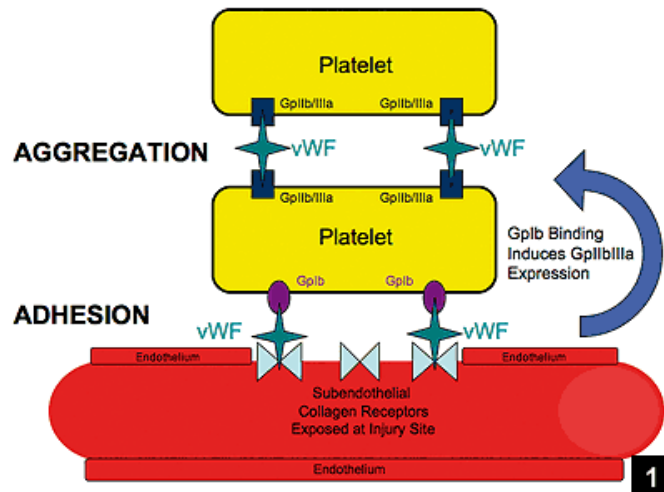 Platelet
GpIIb/IIIa GpIIb/IIIa
AGGREGATION
vWF vWF
GpIIb/IIIa GpIIb/IIIa
Platelet
GpIb Binding
Induces GpIIbIIIa
Expression
GpIb GpIb
ADHESION
vWF vWF
Endothelium Endothelium
Subendothelial
Collagen Receptors
Exposed at Injury Site
Endothelium
1